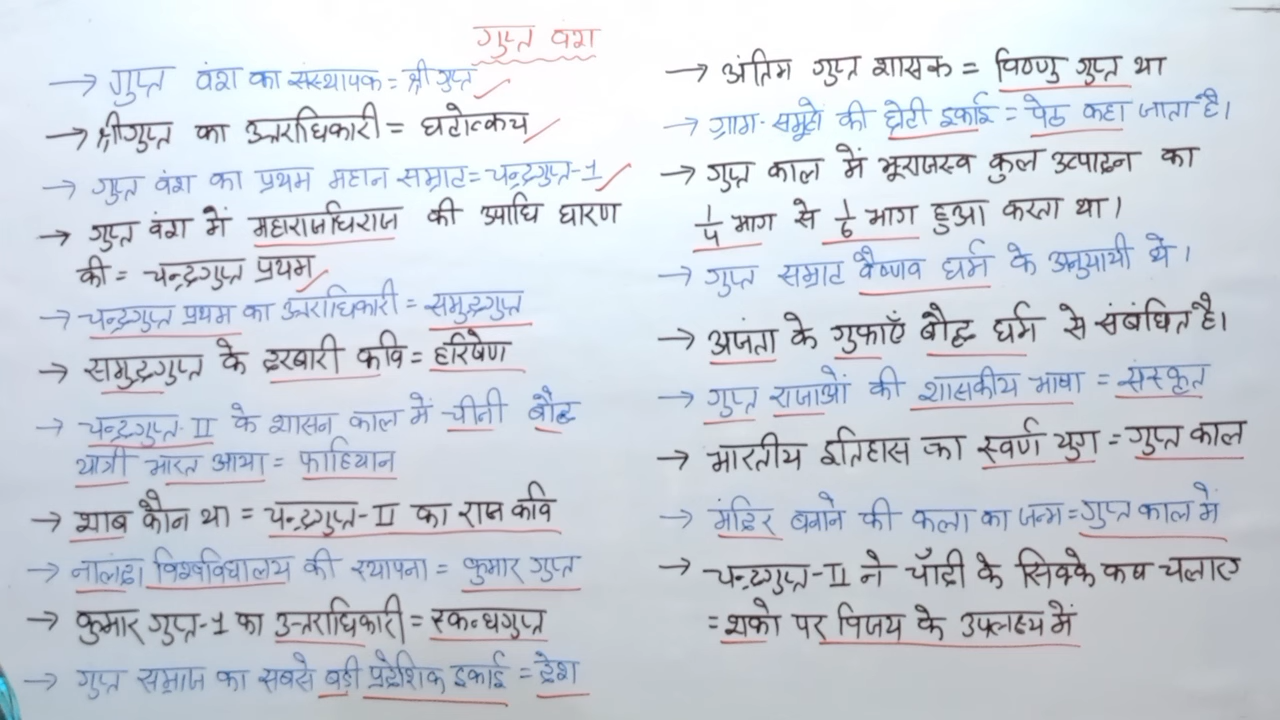 गुप्त वंश
→ गुप्त वंश का संस्थापक = श्री गुप्त
→ श्रीगुप्त का उत्तराधिकारी = घटोत्कच
→ गुप्त वंश का प्रथम महान सम्राट = चन्द्रगुप्त-1
→ गुप्त वंश में महाराजधिराज की उपाधि धारण
की = चन्द्रगुप्त प्रथम
→ चन्द्रगुप्त प्रथम का उत्तराधिकारी = समुद्रगुप्त
→ समुद्रगुप्त के दरबारी कवि = हरिषेण
→ चन्द्रगुप्त-II के शासन काल में चीनी बौद्ध
यात्री भारत आया = फाहियान
→ शाब कौन था = चन्द्रगुप्त-II का राज कवि
→ नालंदा विश्वविद्यालय की स्थापना = कुमार गुप्त
→ कुमार गुप्त-1 का उत्तराधिकारी = स्कन्धगुप्त
→ गुप्त समाज का सबसे बड़ी प्रदेशिक इकाई = देश
→ अंतिम गुप्त शासक = विष्णु गुप्त था
→ ग्राम-समूहो की छोटी इकाई = पेठ कहा जाता है।
→ गुप्त काल में भूराजस्व कुल उत्पादन का
1/4 भाग से 1/6 भाग हुआ करता था।
→ गुप्त सम्राट वैष्णव धर्म के अनुयायी थे।
→ अजंता के गुफाएँ बौद्ध धर्म से संबंधित है।
→ गुप्त राजाओं की शासकीय भाषा = संस्कृत
→ भारतीय इतिहास का स्वर्ण युग = गुप्त काल
→ मंदिर बनाने की कला का जन्म = गुप्त काल में
→ चन्द्रगुप्त-II ने चाँदी के सिक्के कब चलाए
= शको पर विजय के उपलक्ष्य में